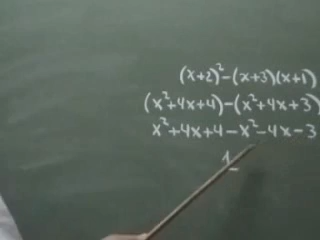 (x+2)²-(x+3)(x+1)
(x²+4x+4)-(x²+4x+3)
x²+4x+4-x²-4x-3
1